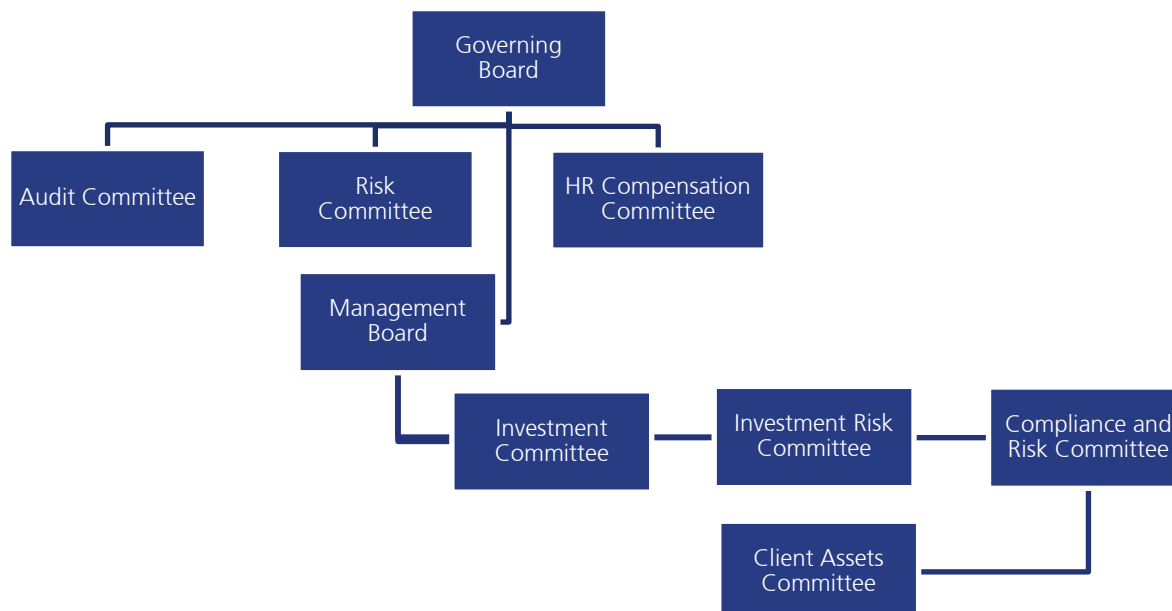 Governing
Board
Audit Committee
Risk
Committee
HR Compensation
Committee
Management
Board
Investment
Committee
Investment Risk
Committee
Compliance and
Risk Committee
Client Assets
Committee